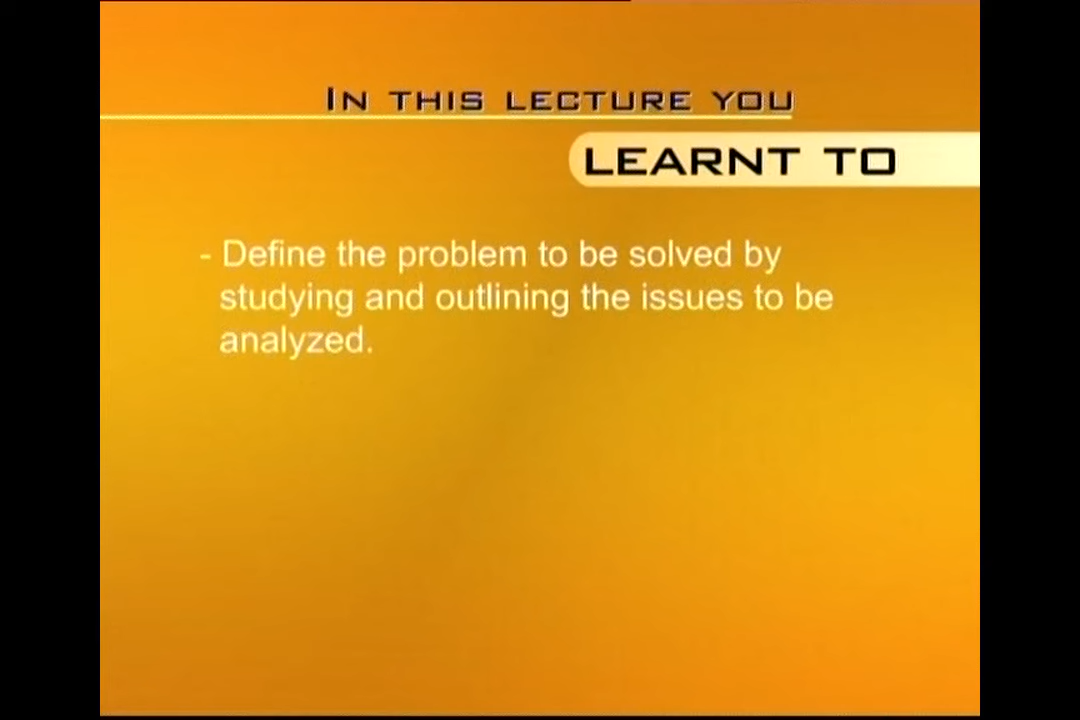 IN THIS LECTURE YOU
LEARNT TO
- Define the problem to be solved by
studying and outlining the issues to be
analyzed.